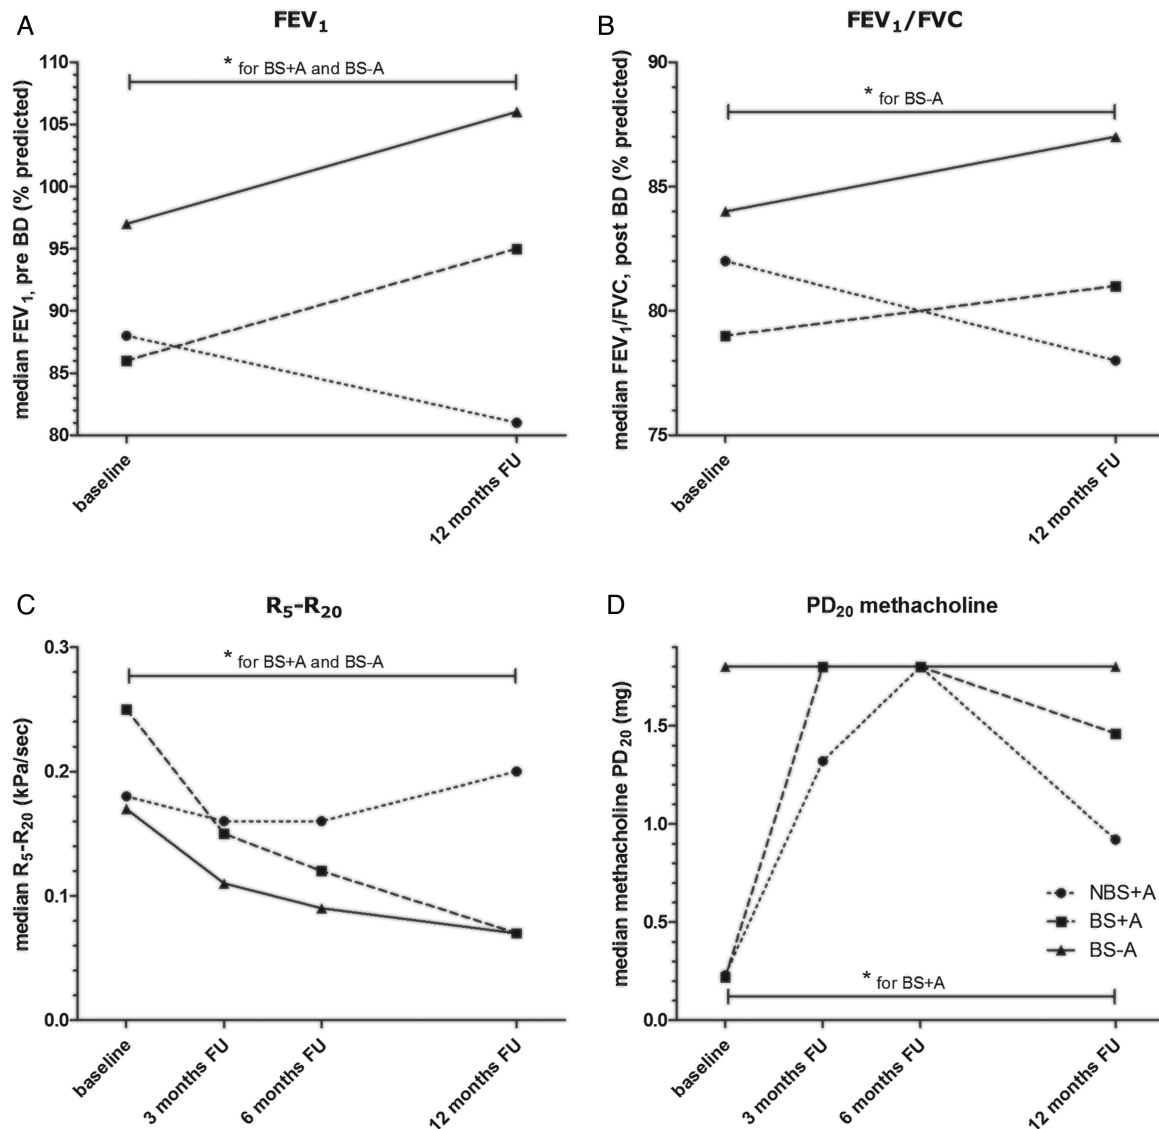 A
FEV1
median FEV1, pre BD (% predicted)
110
105
100
95
90
85
80
* for BS+A and BS-A
baseline
12 months FU
B
FEV1/FVC
median FEV1/FVC, post BD (% predicted)
90
85
80
75
* for BS-A
baseline
12 months FU
C
R5-R20
median R5-R20 (kPa/sec)
0.3
0.2
0.1
0.0
* for BS+A and BS-A
baseline
3 months FU
6 months FU
12 months FU
D
PD20 methacholine
median methacholine PD20 (mg)
1.5
1.0
0.5
0.0
NBS+A
BS+A
BS-A
* for BS+A
baseline
3 months FU
6 months FU
12 months FU